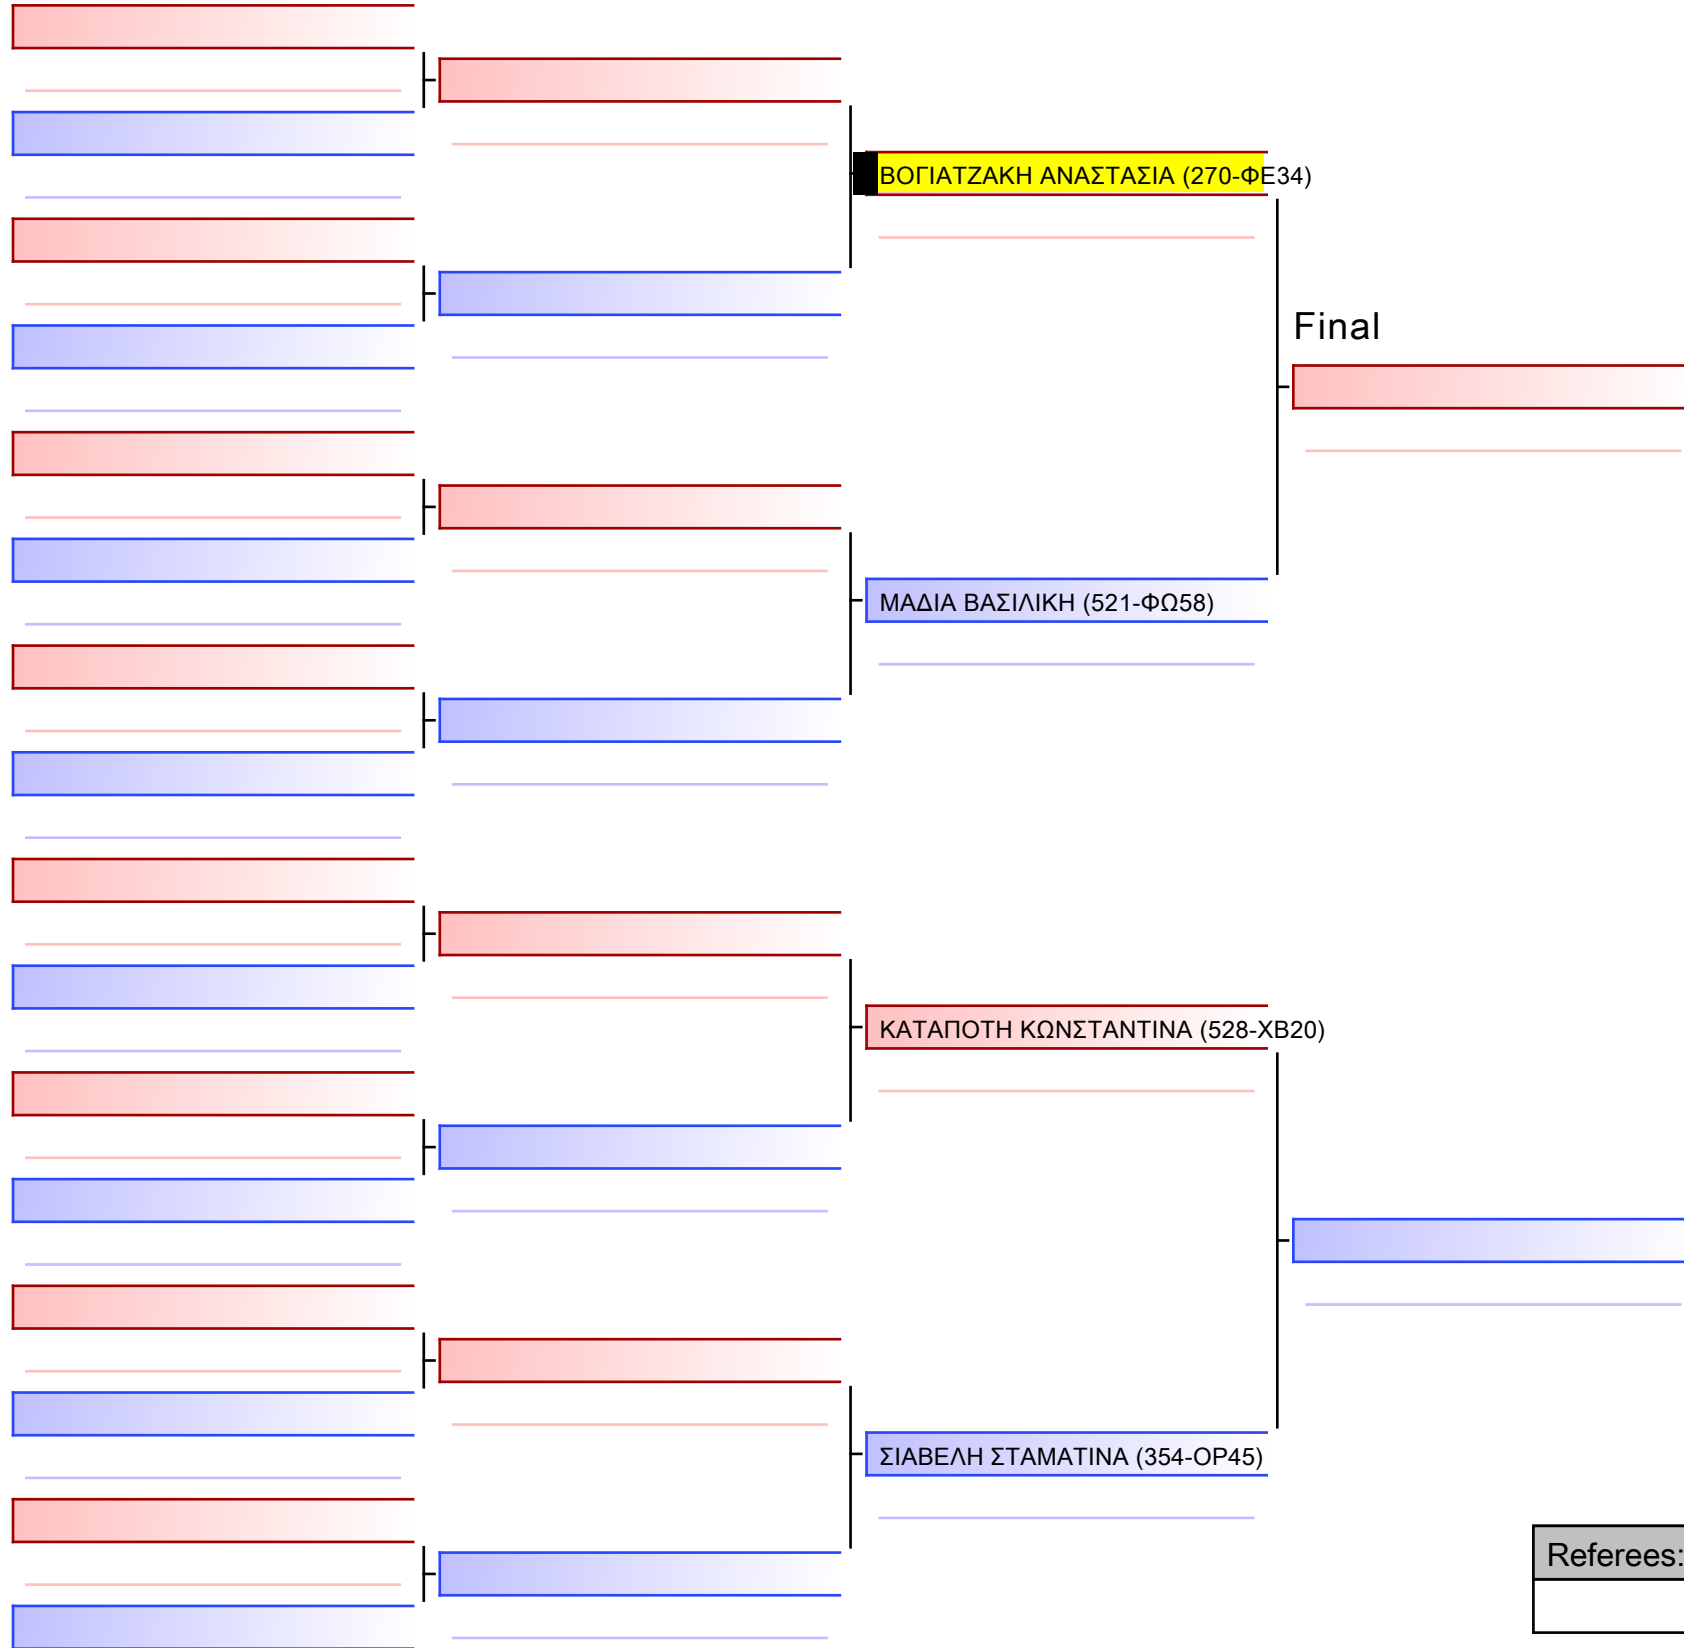 ΒΟΓΙΑΤΖΑΚΗ ΑΝΑΣΤΑΣΙΑ (270-ΦΕ34)
Final
ΜΑΔΙΑ ΒΑΣΙΛΙΚΗ (521-ΦΩ58)
ΚΑΤΑΠΟΤΗ ΚΩΝΣΤΑΝΤΙΝΑ (528-ΧΒ20)
ΣΙΑΒΕΛΗ ΣΤΑΜΑΤΙΝΑ (354-ΟΡ45)
Referees: